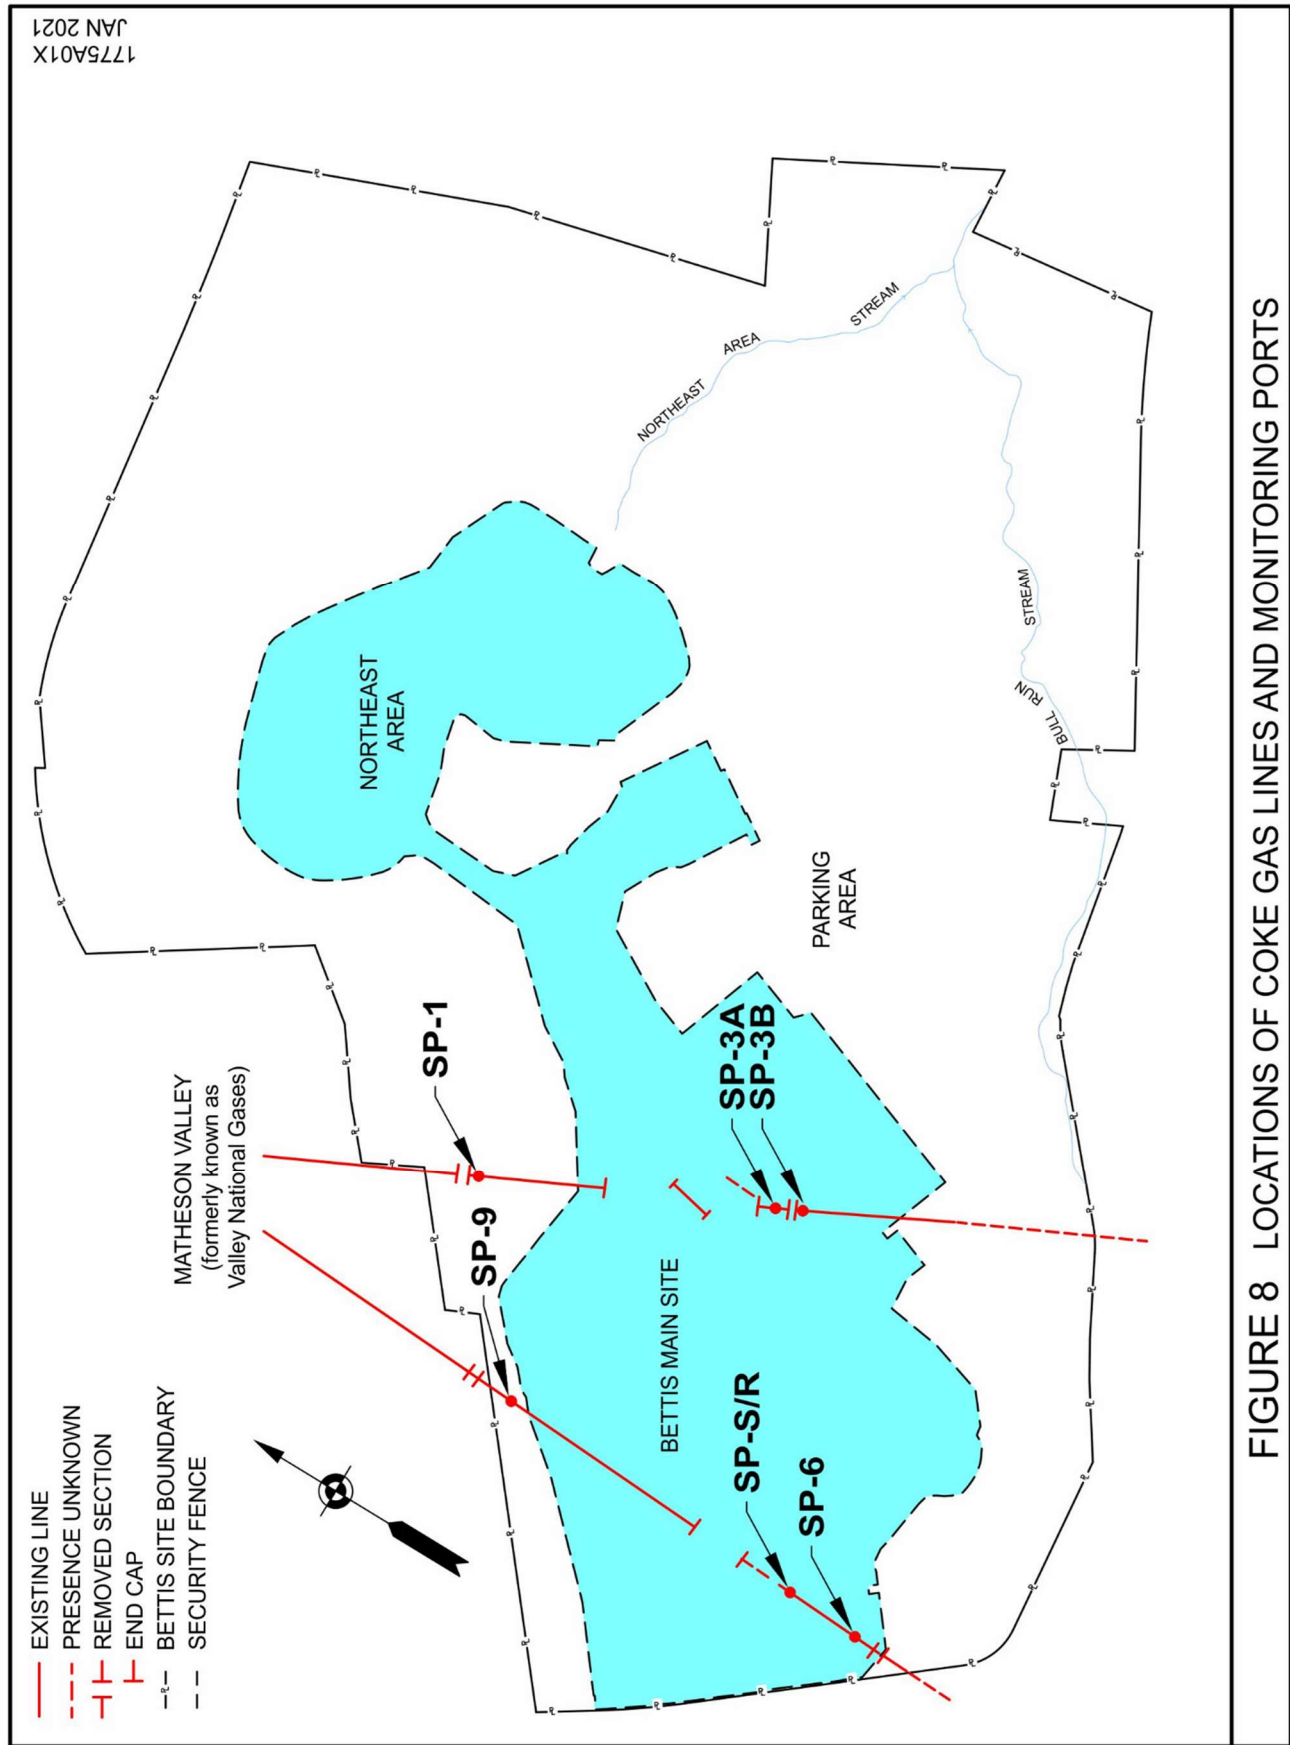 1775A01X
JAN 2021
EXISTING LINE
PRESENCE UNKNOWN
REMOVED SECTION
END CAP
BETTIS SITE BOUNDARY
SECURITY FENCE
MATHESON VALLEY
(formerly known as
Valley National Gases)
SP-1
SP-9
NORTHEAST
AREA
NORTHEAST AREA STREAM
BETTIS MAIN SITE
SP-3A
SP-3B
PARKING
AREA
SP-S/R
SP-6
BULL RUN STREAM
FIGURE 8 LOCATIONS OF COKE GAS LINES AND MONITORING PORTS